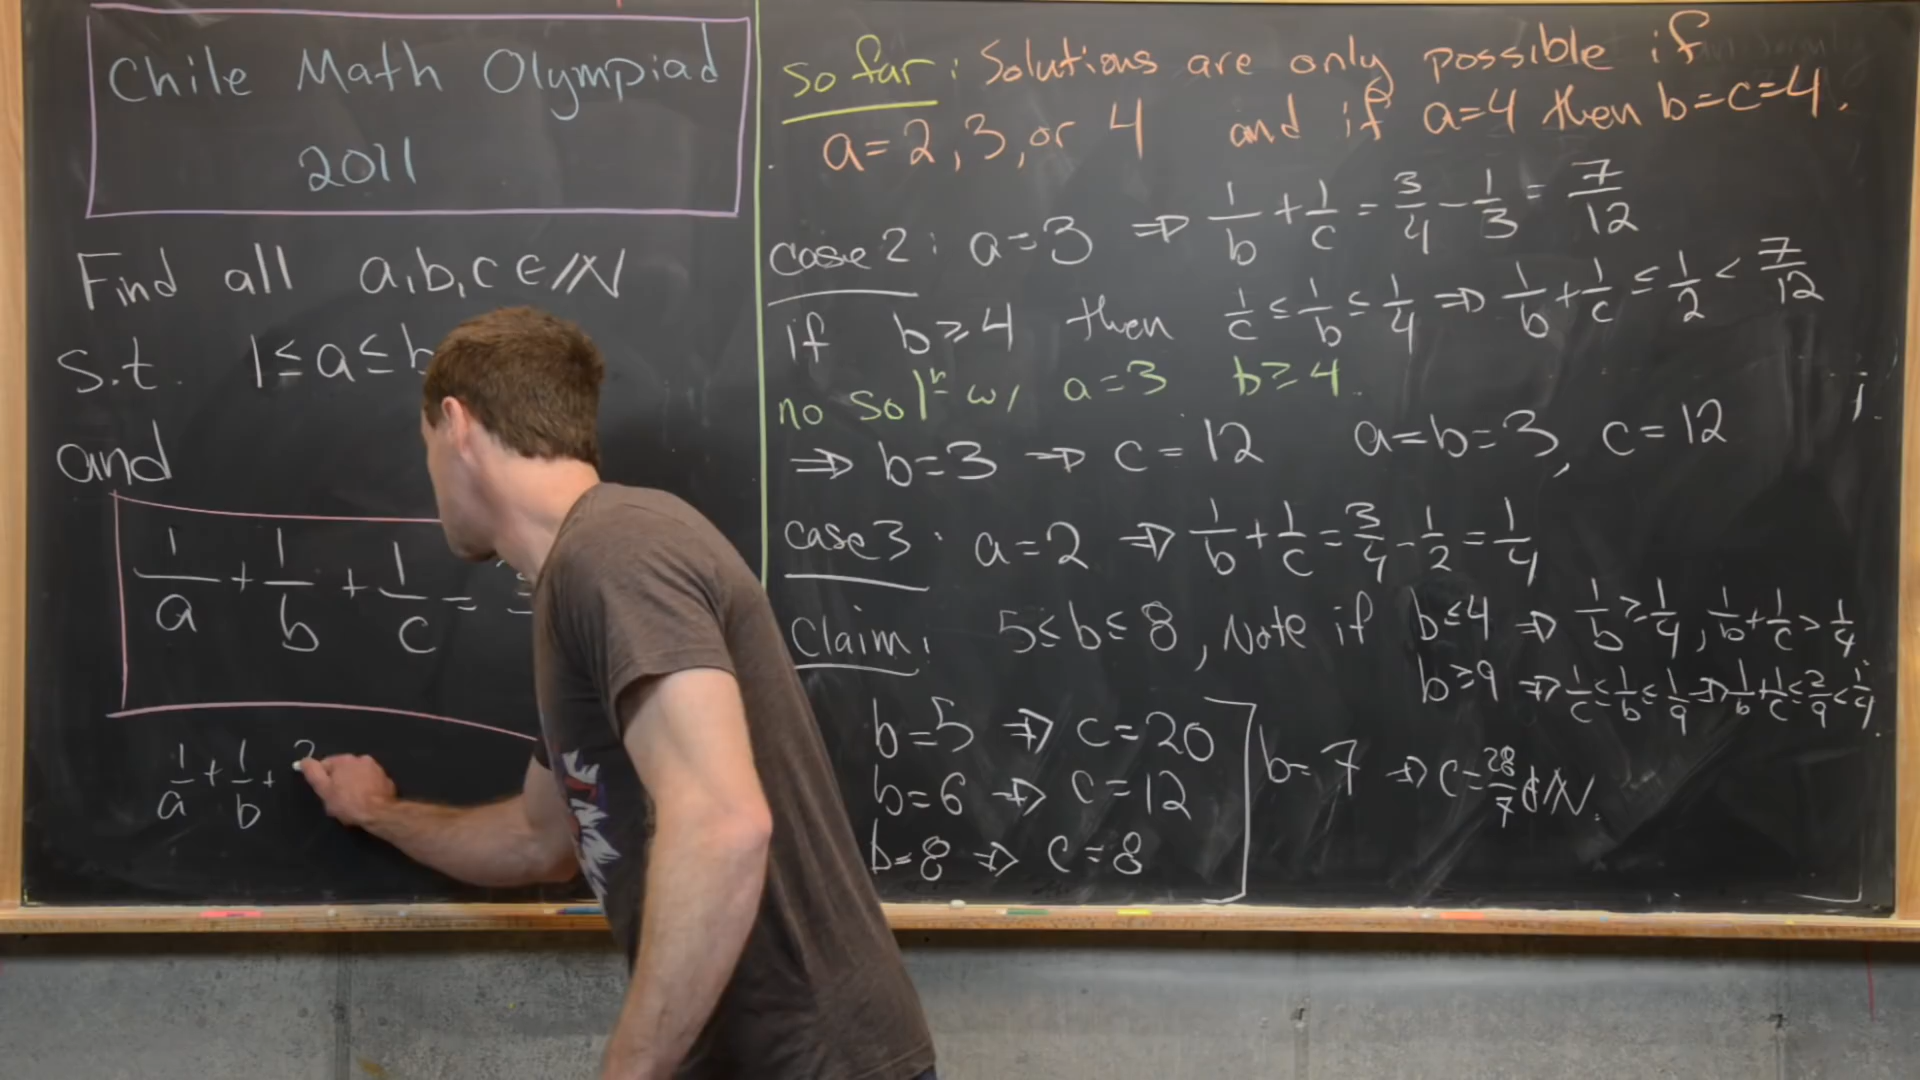 Chile Math Olympiad
2011
Find all a,b,c ∈ ℕ
s.t. 1 ≤ a ≤ b
and
1/a + 1/b + 1/c =
1/a + 1/b +
so far: Solutions are only possible if
a=2, 3, or 4 and if a=4 then b=c=4.
case 2: a=3 ⇒ 1/b + 1/c = 3/4 - 1/3 = 7/12
if b≥4 then 1/c ≤ 1/b ≤ 1/4 ⇒ 1/b + 1/c ≤ 1/2 < 7/12
no solⁿ w/ a=3 b≥4.
⇒ b=3 ⇒ c=12 a=b=3, c=12
case 3: a=2 ⇒ 1/b + 1/c = 3/4 - 1/2 = 1/4
Claim: 5≤b≤8, Note if b≤4 ⇒ 1/b ≥ 1/4, 1/b + 1/c > 1/4
b≥9 ⇒ 1/c ≤ 1/b ≤ 1/9 ⇒ 1/b + 1/c ≤ 2/9 < 1/4
b=5 ⇒ c=20
b=6 ⇒ c=12
b=8 ⇒ c=8
b=7 ⇒ c=28/7 ∉ ℕ.